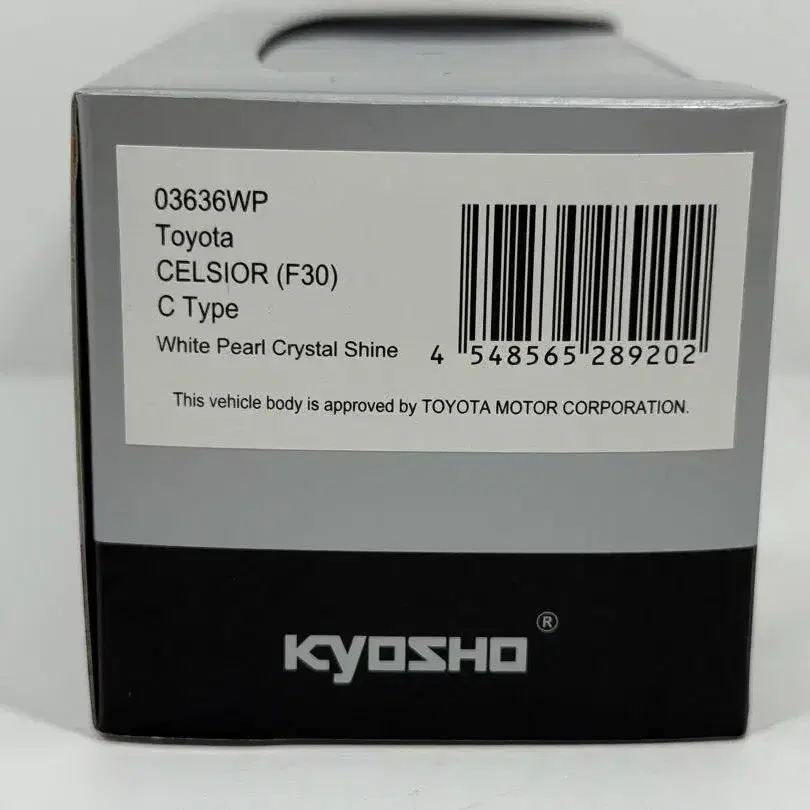 03636WP
Toyota
CELSIOR (F30)
C Type
White Pearl Crystal Shine
4 548565 289202
This vehicle body is approved by TOYOTA MOTOR CORPORATION.
KYOSHO ®